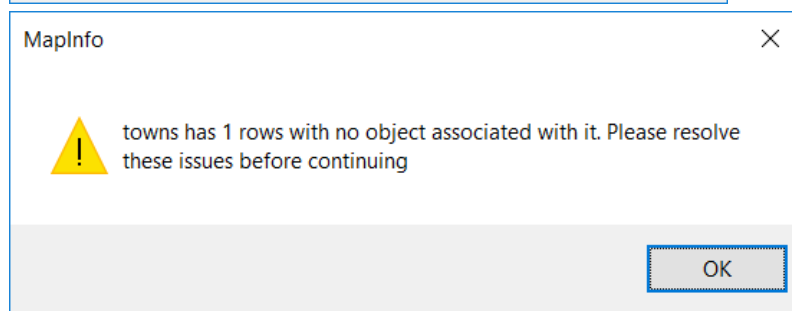 MapInfo
towns has 1 rows with no object associated with it. Please resolve
these issues before continuing
OK